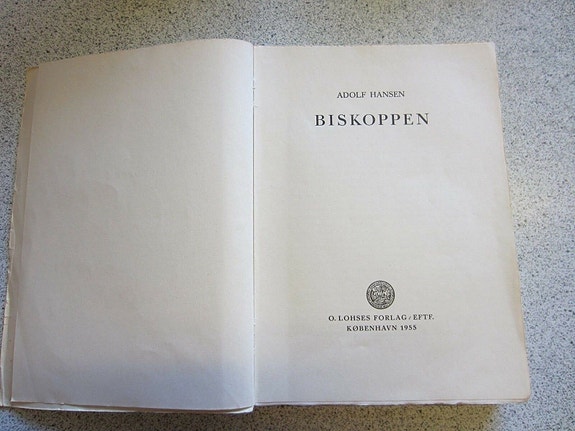 ADOLF HANSEN
BISKOPPEN
O. LOHSES FORLAG / EFTF.
KØBENHAVN 1955